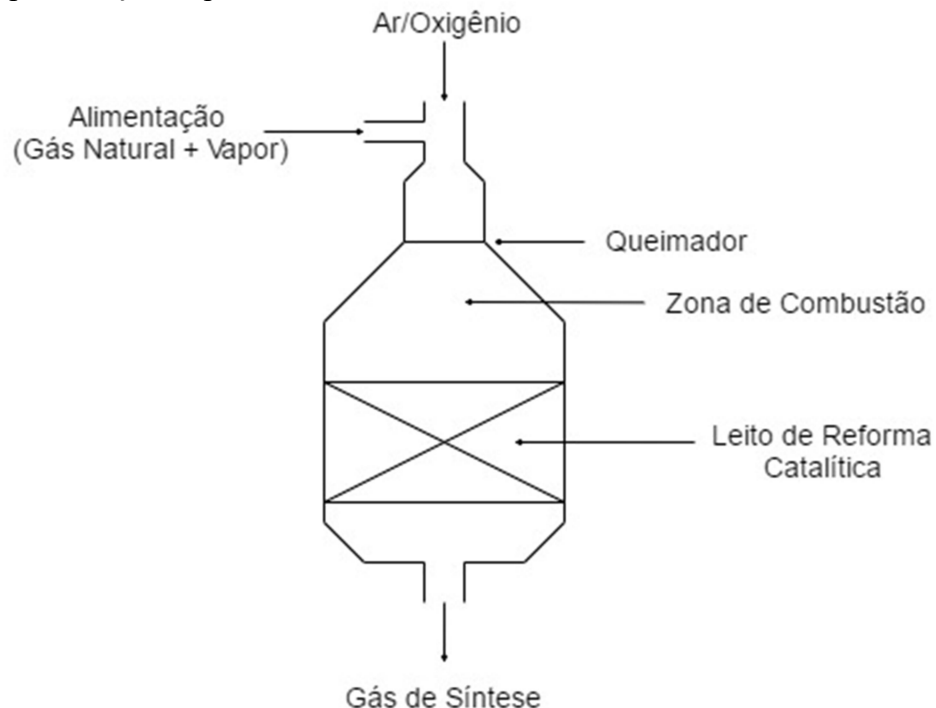 Ar/Oxigênio
Alimentação
(Gás Natural + Vapor)
Queimador
Zona de Combustão
Leito de Reforma
Catalítica
Gás de Síntese